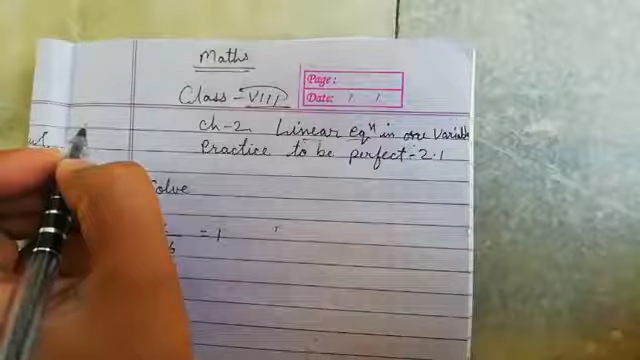 Maths
Page:
Class - VIII
Date: / /
Ch-2 Linear eqⁿ in one Variable
Practice to be perfect - 2.1
Solve
= 1
6